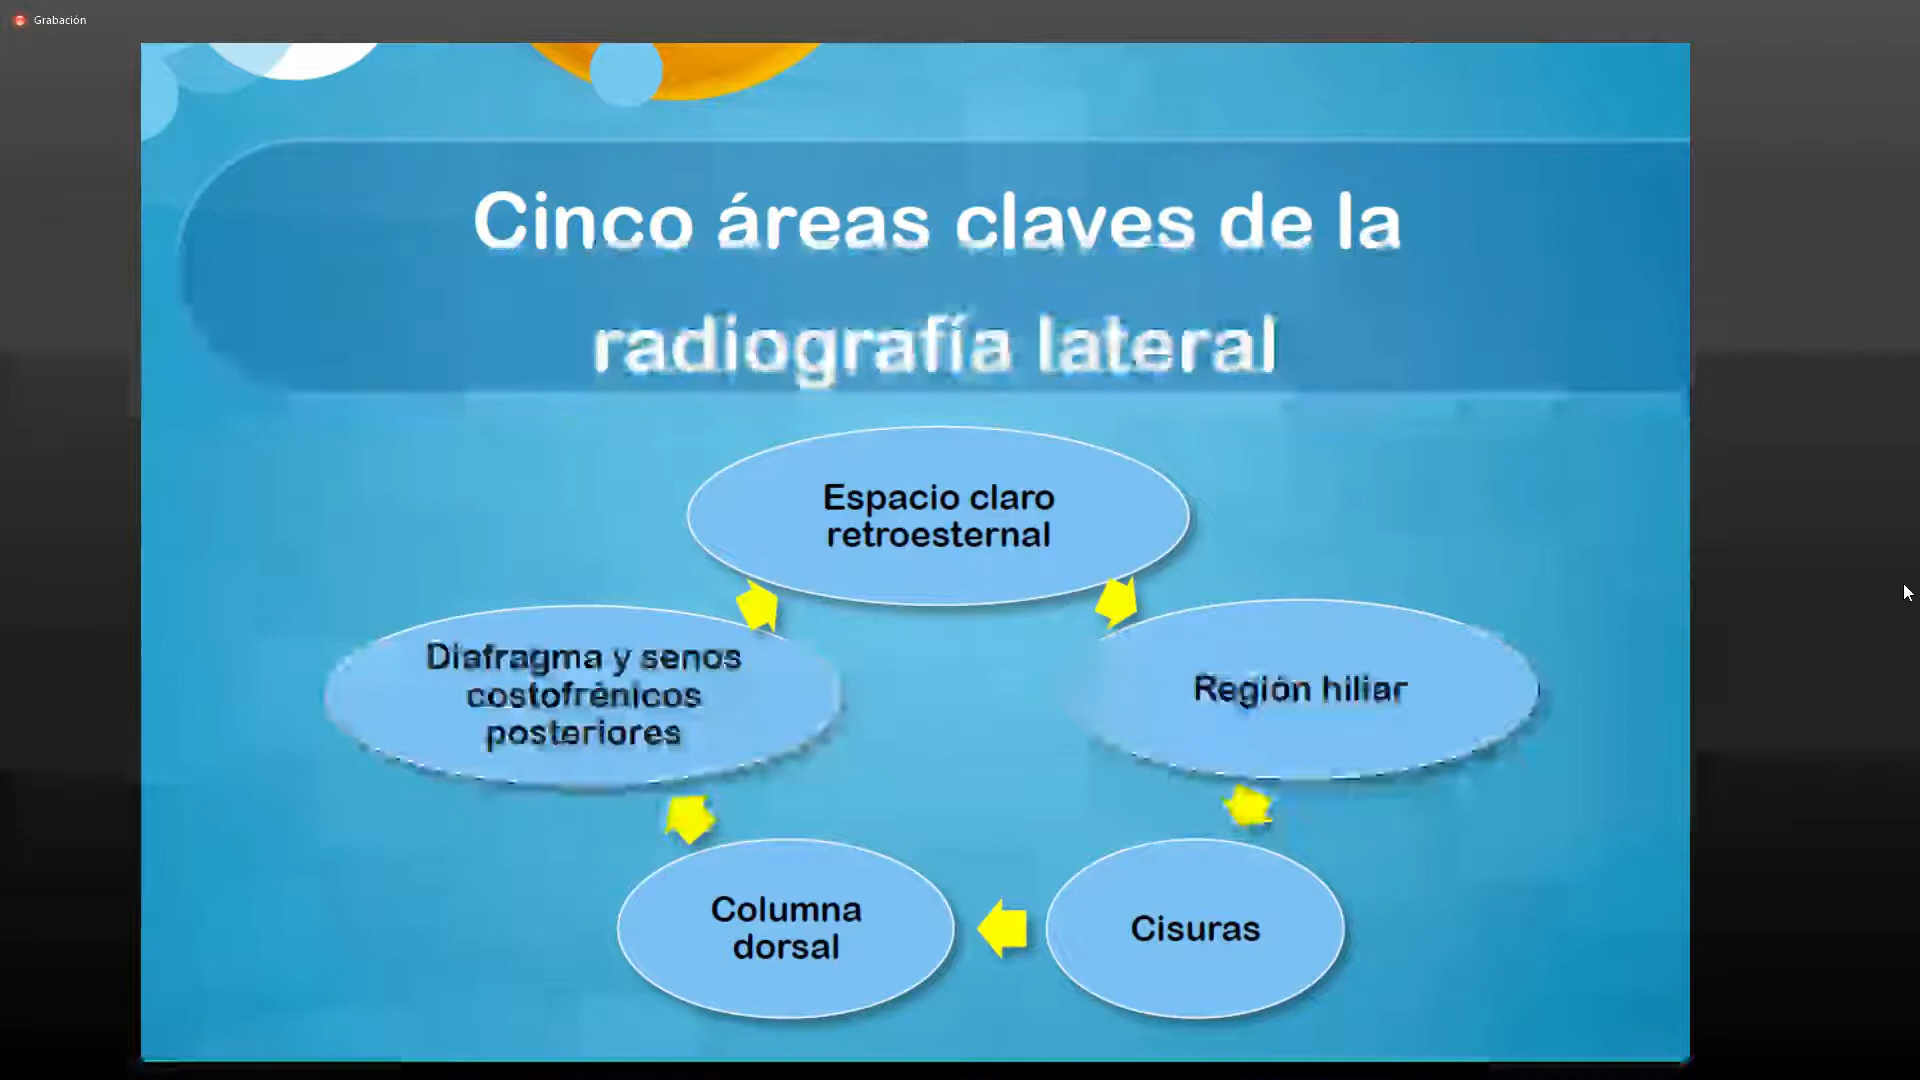 Grabación
Cinco áreas claves de la
radiografía lateral
Espacio claro
retroesternal
Diafragma y senos
costofrénicos
posteriores
Región hiliar
Columna
dorsal
Cisuras